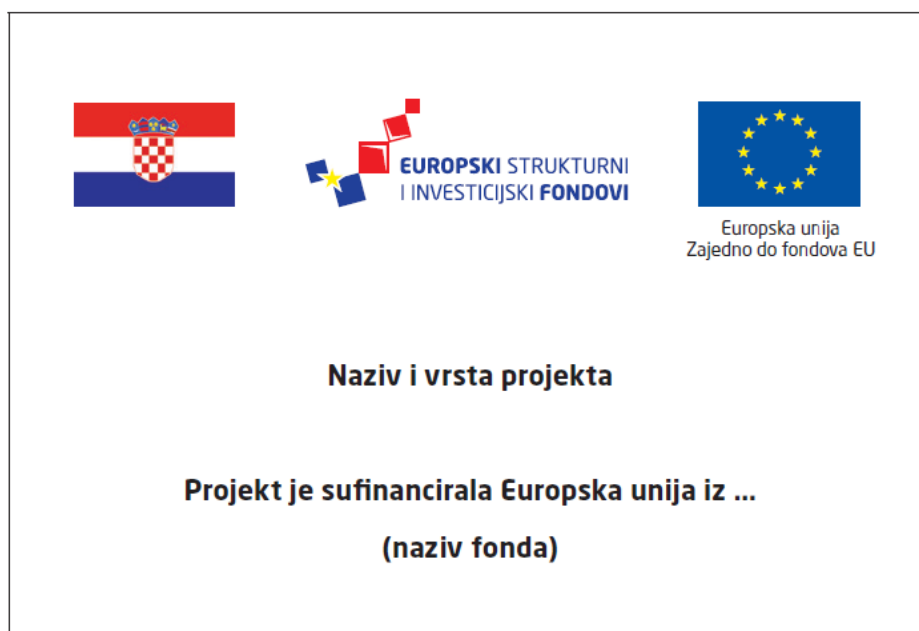 EUROPSKI STRUKTURNI
I INVESTICIJSKI FONDOVI
Europska unija
Zajedno do fondova EU
Naziv i vrsta projekta
Projekt je sufinancirala Europska unija iz ...
(naziv fonda)